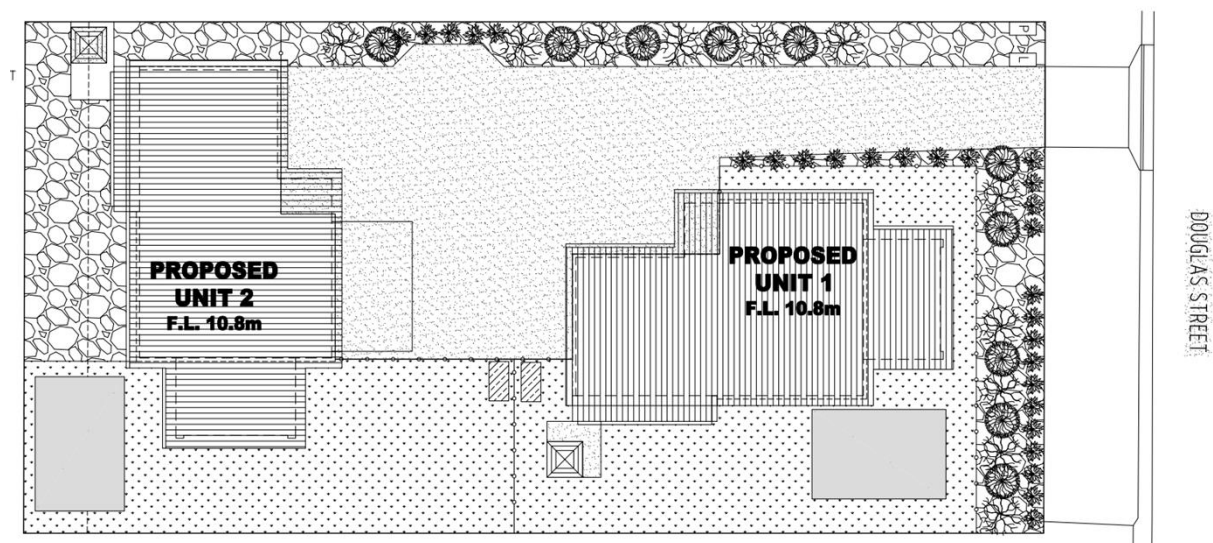 P
L
T
PROPOSED
UNIT 2
F.L. 10.8m
PROPOSED
UNIT 1
F.L. 10.8m
DOUGLAS STREET